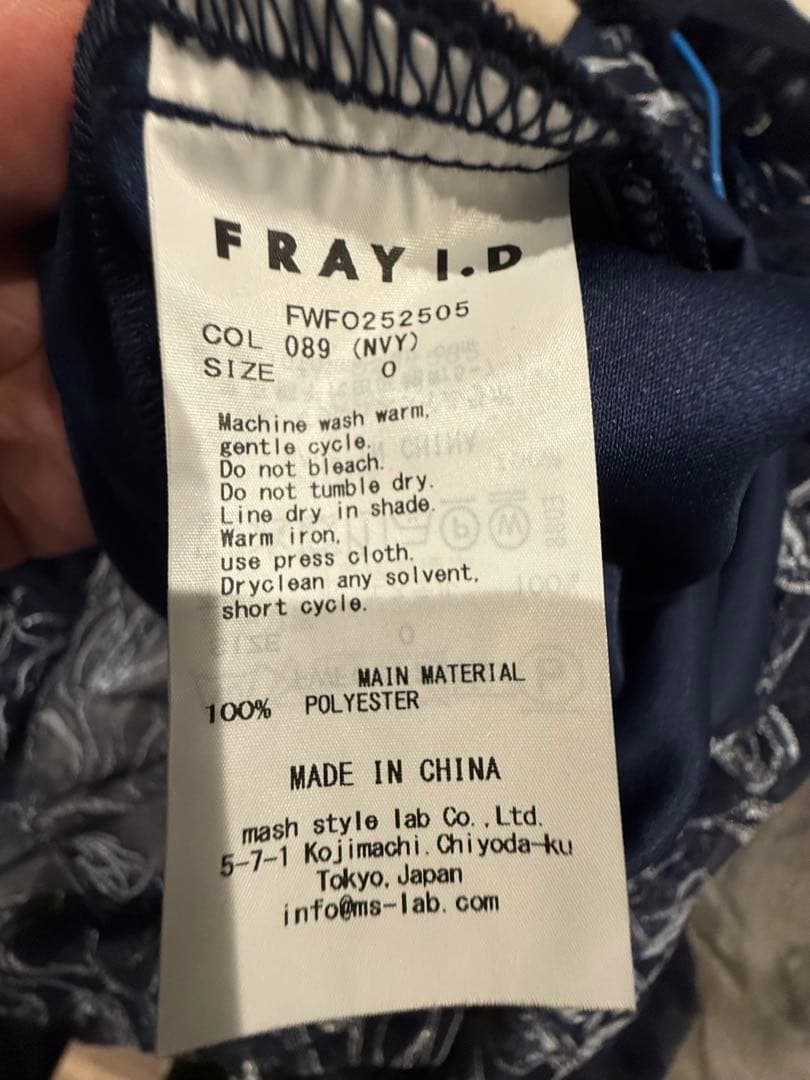 FRAY I.D
FWFO252505
COL 089 (NVY)
SIZE 0
Machine wash warm,
gentle cycle.
Do not bleach.
Do not tumble dry.
Line dry in shade.
Warm iron,
use press cloth.
Dryclean any solvent,
short cycle.
MAIN MATERIAL
100% POLYESTER
MADE IN CHINA
mash style lab Co.,Ltd.
5-7-1 Kojimachi.Chiyoda-ku
Tokyo,Japan
info@ms-lab.com